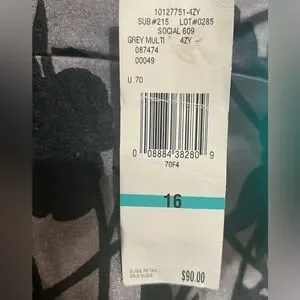 10127751-4ZY
SUB#215 LOT#0285
SOCIAL 609
GREY MULTI 4ZY -
087474
00049
U 70
0 08884 38280 9
70F4
16
$90.00